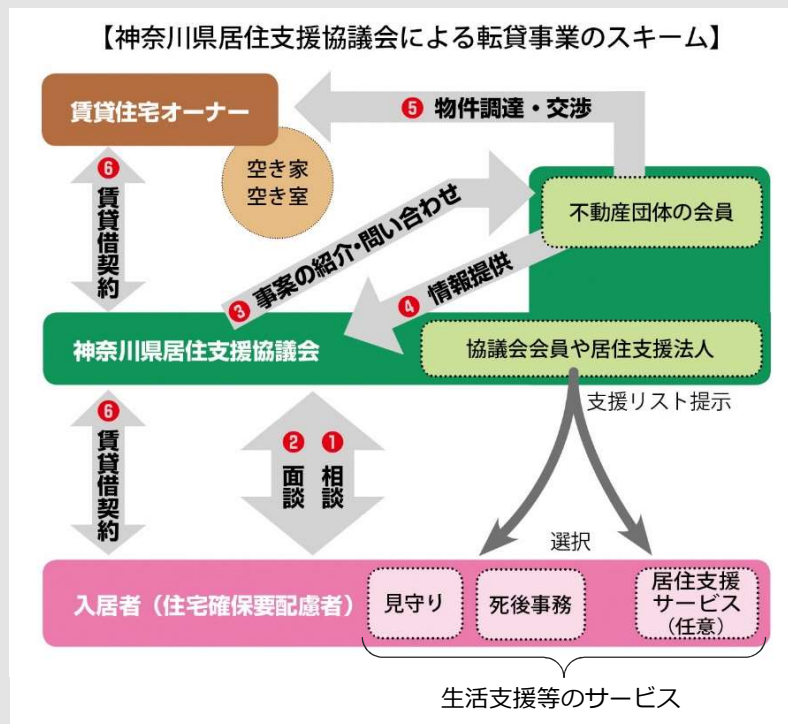 【神奈川県居住支援協議会による転貸事業のスキーム】
賃貸住宅オーナー
❺ 物件調達・交渉
空き家
空き室
❻ 賃貸借契約
不動産団体の会員
❸ 事案の紹介・問い合わせ
❹ 情報提供
神奈川県居住支援協議会
協議会会員や居住支援法人
支援リスト提示
❻ 賃貸借契約
❷ 面談
❶ 相談
選択
入居者（住宅確保要配慮者）
見守り
死後事務
居住支援
サービス
（任意）
生活支援等のサービス